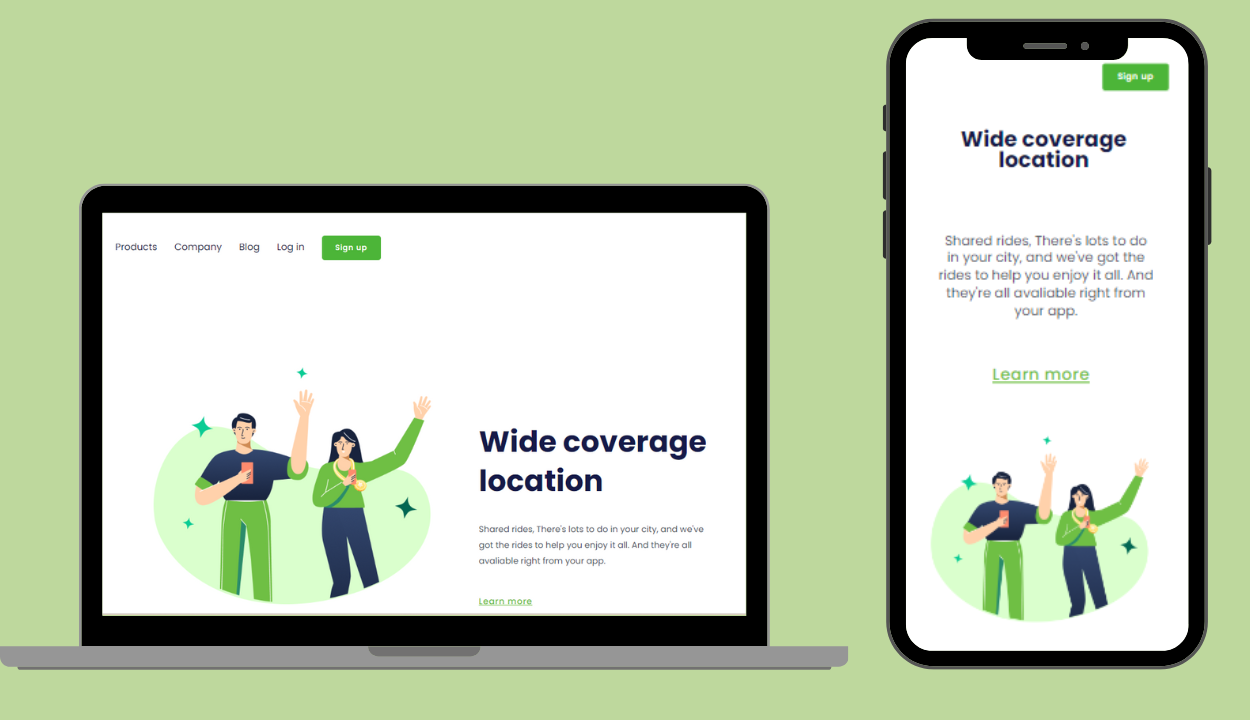 Products Company Blog Log in Sign up
Wide coverage
location
Shared rides, There's lots to do in your city, and we've
got the rides to help you enjoy it all. And they're all
avaliable right from your app.
Learn more
Sign up
Wide coverage
location
Shared rides, There's lots to do
in your city, and we've got the
rides to help you enjoy it all. And
they're all avaliable right from
your app.
Learn more